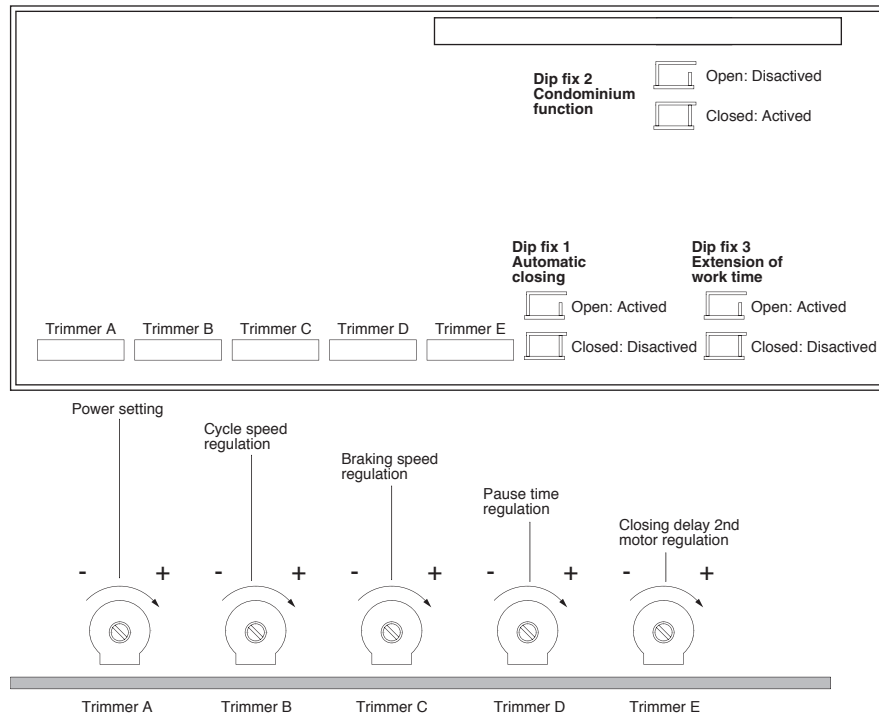 Dip fix 2
Condominium
function
Open: Disactived
Closed: Actived
Dip fix 1
Automatic
closing
Open: Actived
Closed: Disactived
Dip fix 3
Extension of
work time
Open: Actived
Closed: Disactived
Trimmer A
Trimmer B
Trimmer C
Trimmer D
Trimmer E
Power setting
Cycle speed
regulation
Braking speed
regulation
Pause time
regulation
Closing delay 2nd
motor regulation
- +
- +
- +
- +
- +
Trimmer A
Trimmer B
Trimmer C
Trimmer D
Trimmer E